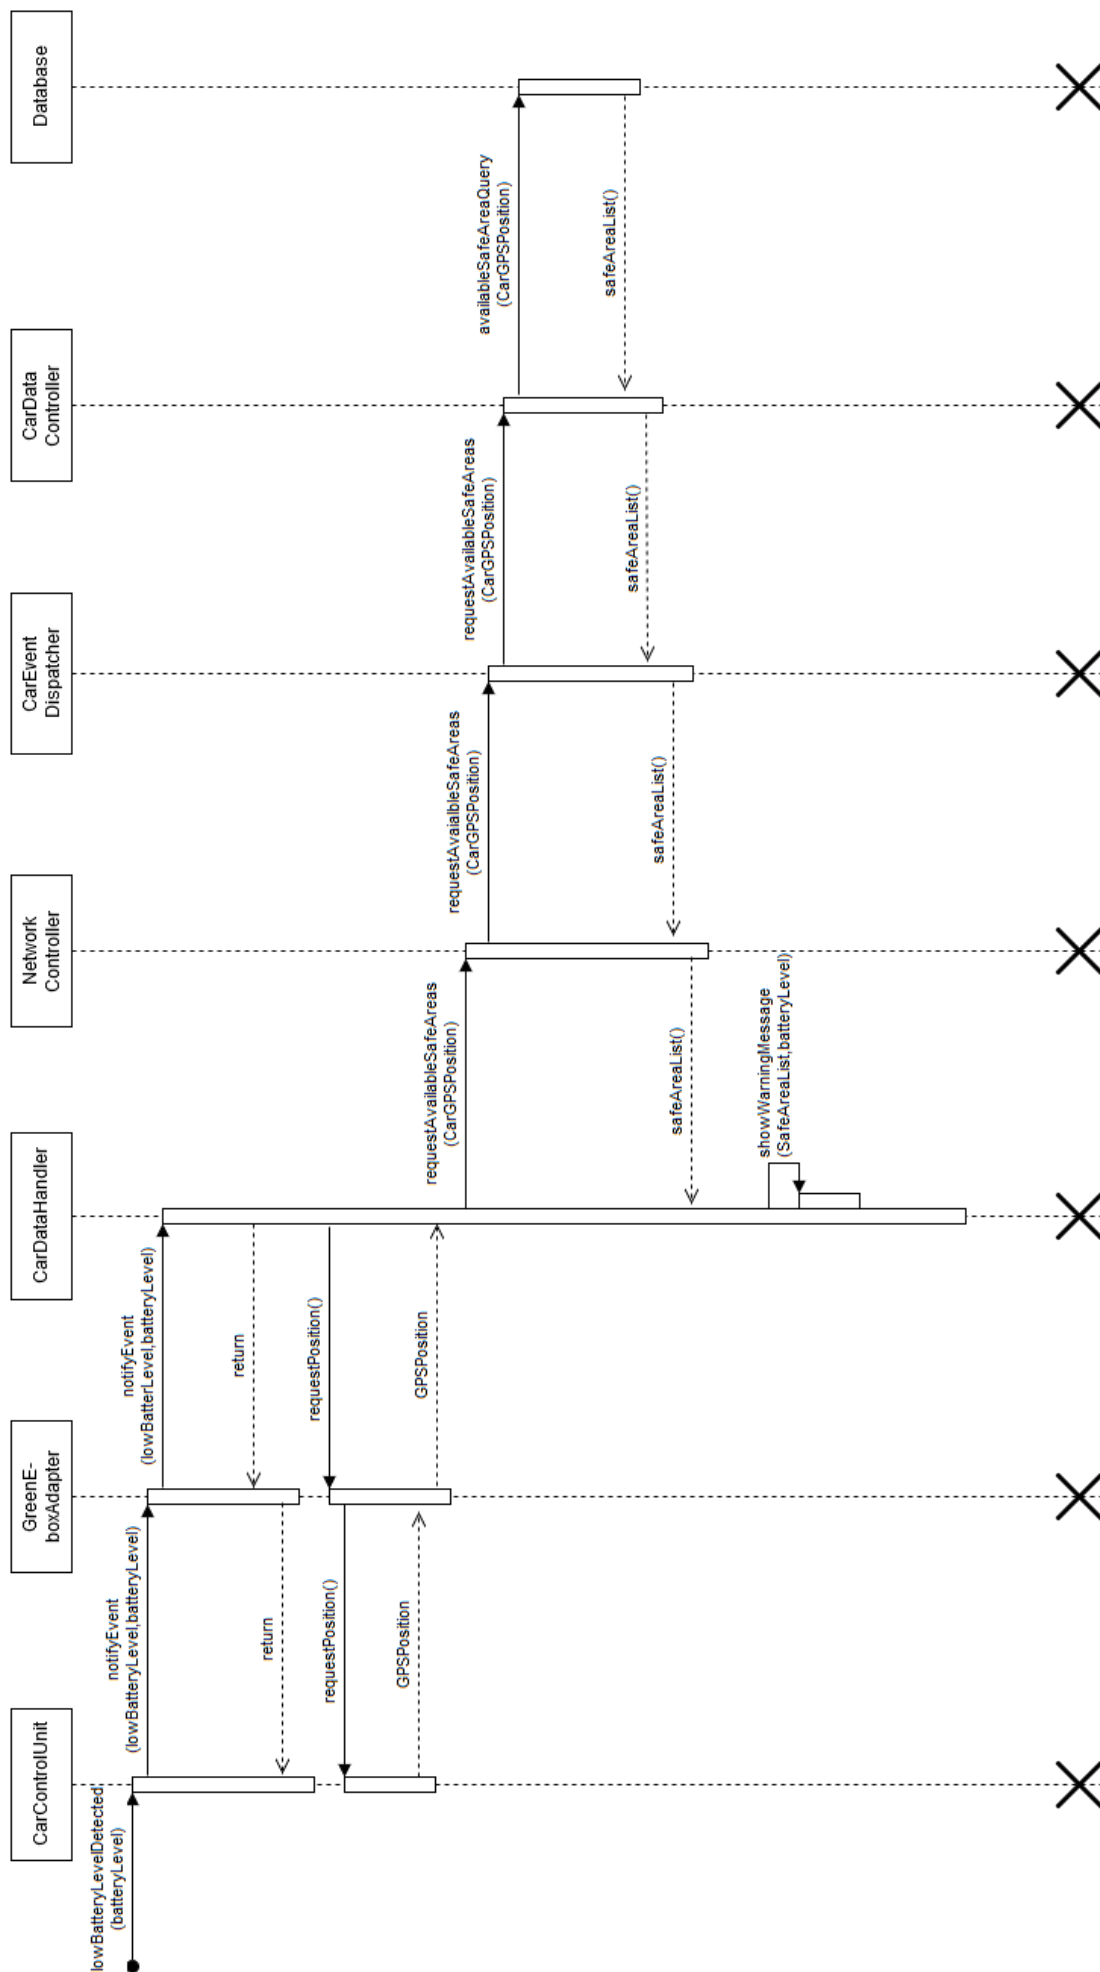 CarControlUnit
GreenE-
boxAdapter
CarDataHandler
Network
Controller
CarEvent
Dispatcher
CarData
Controller
Database
lowBatteryLevelDetected
(batteryLevel)
notifyEvent
(lowBatteryLevel,batteryLevel)
notifyEvent
(lowBatterLevel,batteryLevel)
return
return
requestPosition()
requestPosition()
GPSPosition
GPSPosition
requestAvailableSafeAreas
(CarGPSPosition)
requestAvaialbleSafeAreas
(CarGPSPosition)
requestAvailableSafeAreas
(CarGPSPosition)
availableSafeAreaQuery
(CarGPSPosition)
safeAreaList()
safeAreaList()
safeAreaList()
safeAreaList()
showWarningMessage
(SafeAreaList,batteryLevel)